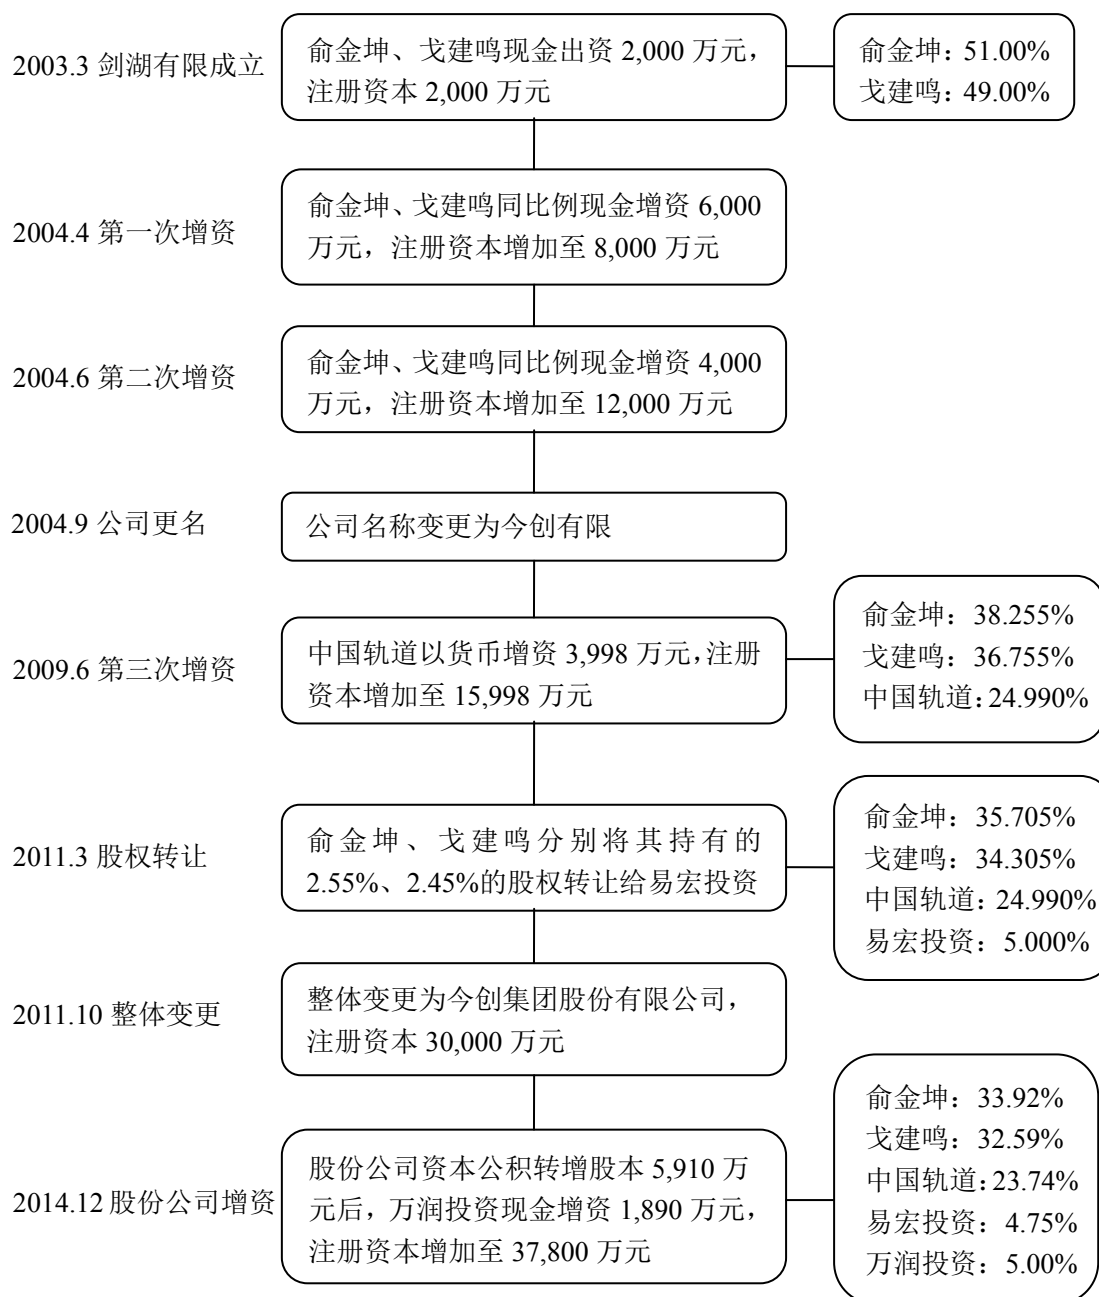 2003.3 剑湖有限成立
俞金坤、戈建鸣现金出资 2,000 万元，
注册资本 2,000 万元
俞金坤：51.00%
戈建鸣：49.00%
2004.4 第一次增资
俞金坤、戈建鸣同比例现金增资 6,000
万元，注册资本增加至 8,000 万元
2004.6 第二次增资
俞金坤、戈建鸣同比例现金增资 4,000
万元，注册资本增加至 12,000 万元
2004.9 公司更名
公司名称变更为今创有限
2009.6 第三次增资
中国轨道以货币增资 3,998 万元，注册
资本增加至 15,998 万元
俞金坤：38.255%
戈建鸣：36.755%
中国轨道：24.990%
2011.3 股权转让
俞金坤、戈建鸣分别将其持有的
2.55%、2.45%的股权转让给易宏投资
俞金坤：35.705%
戈建鸣：34.305%
中国轨道：24.990%
易宏投资：5.000%
2011.10 整体变更
整体变更为今创集团股份有限公司，
注册资本 30,000 万元
2014.12 股份公司增资
股份公司资本公积转增股本 5,910 万
元后，万润投资现金增资 1,890 万元，
注册资本增加至 37,800 万元
俞金坤：33.92%
戈建鸣：32.59%
中国轨道：23.74%
易宏投资：4.75%
万润投资：5.00%